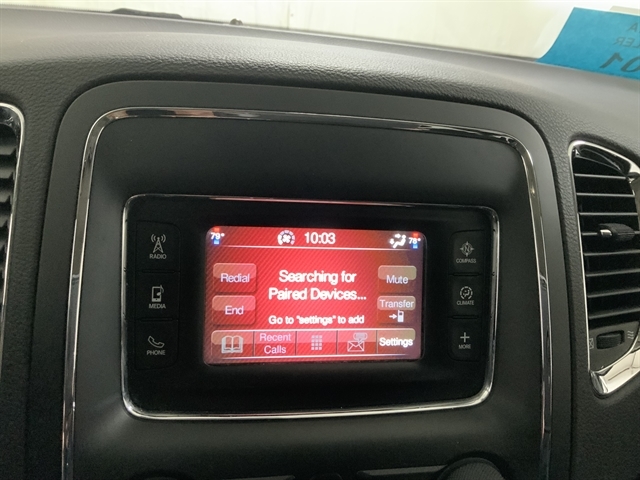 79°
10:03
78°
RADIO
MEDIA
PHONE
Redial
End
Searching for
Paired Devices...
Go to "settings" to add
Mute
Transfer
Recent
Calls
Settings
COMPASS
CLIMATE
MORE